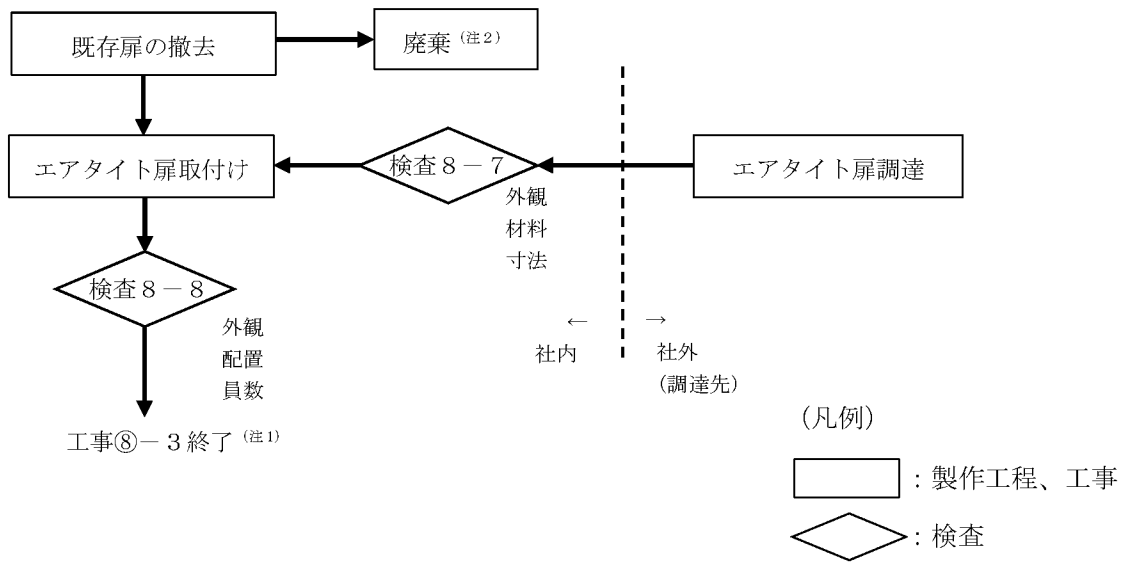 既存扉の撤去
廃棄（注２）
エアタイト扉取付け
検査８－７
エアタイト扉調達
外観
材料
寸法
検査８－８
外観
配置
員数
←
→
社内
社外
(調達先)
工事⑧－３終了（注１）
(凡例)
：製作工程、工事
：検査